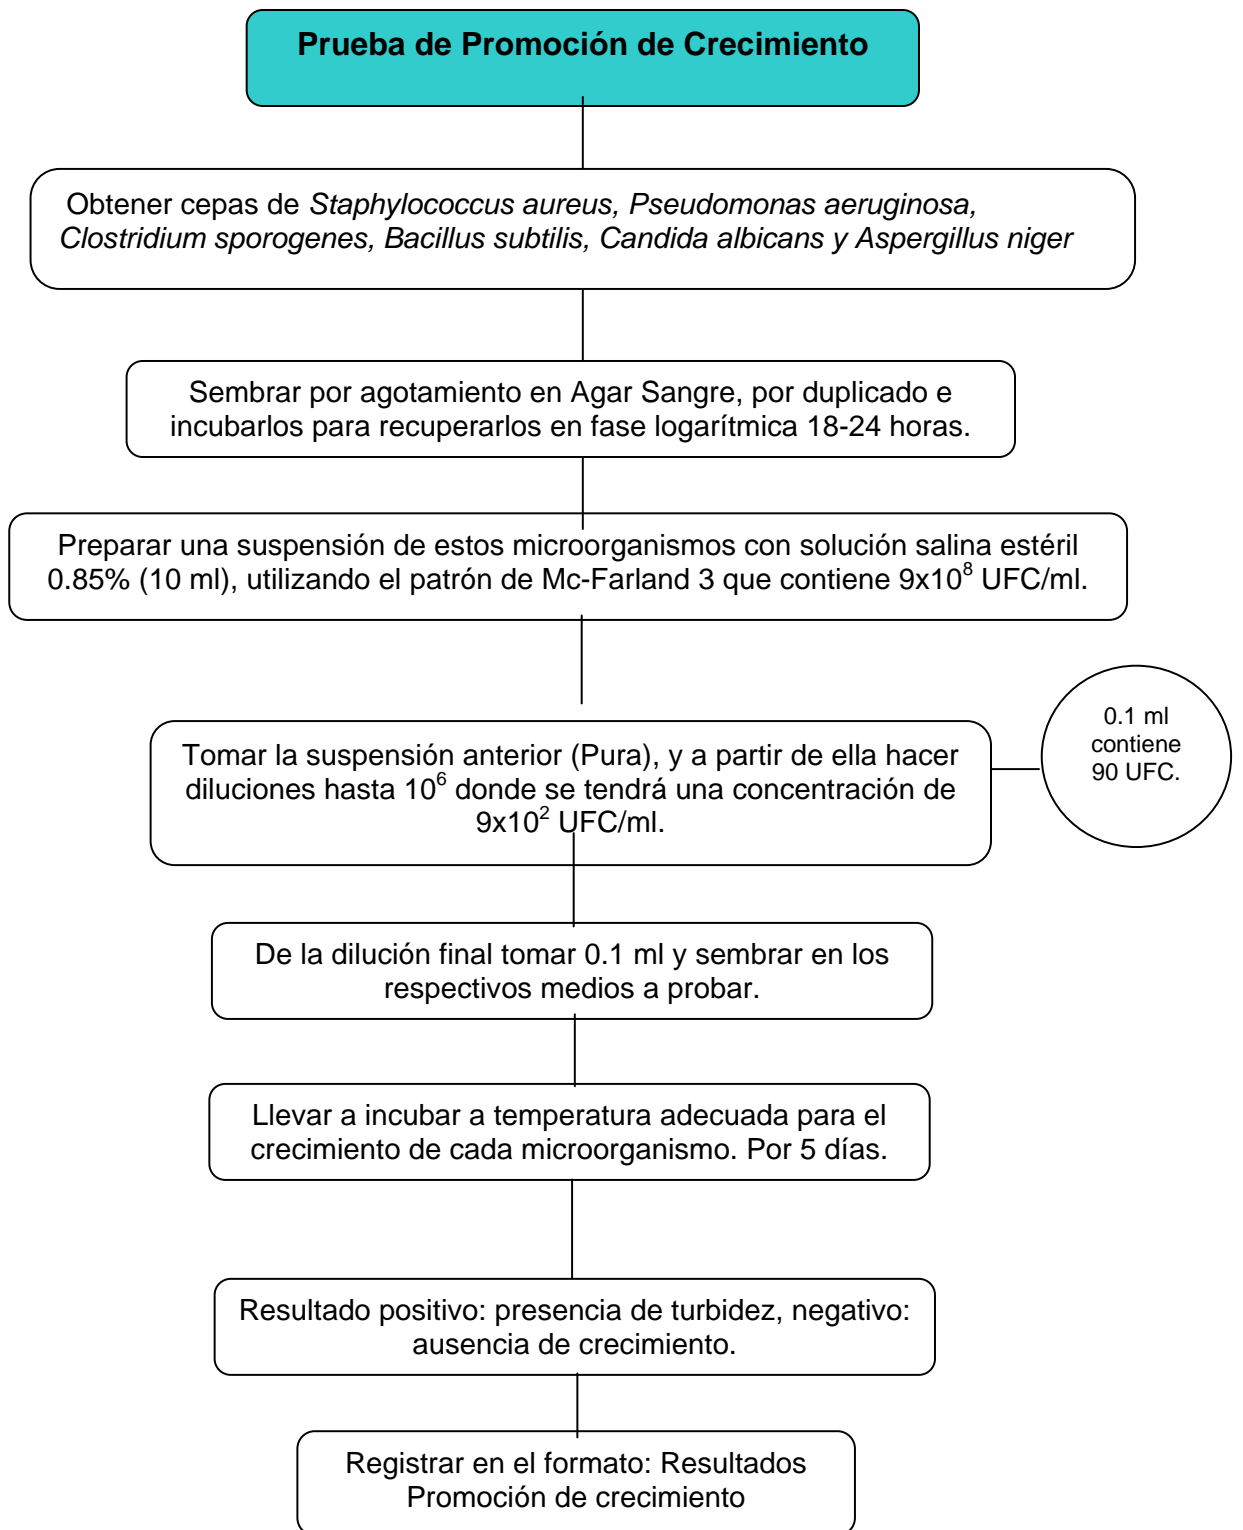 Prueba de Promoción de Crecimiento
Obtener cepas de Staphylococcus aureus, Pseudomonas aeruginosa,
Clostridium sporogenes, Bacillus subtilis, Candida albicans y Aspergillus niger
Sembrar por agotamiento en Agar Sangre, por duplicado e
incubarlos para recuperarlos en fase logarítmica 18-24 horas.
Preparar una suspensión de estos microorganismos con solución salina estéril
0.85% (10 ml), utilizando el patrón de Mc-Farland 3 que contiene 9x10⁸ UFC/ml.
Tomar la suspensión anterior (Pura), y a partir de ella hacer
diluciones hasta 10⁶ donde se tendrá una concentración de
9x10² UFC/ml.
0.1 ml
contiene
90 UFC.
De la dilución final tomar 0.1 ml y sembrar en los
respectivos medios a probar.
Llevar a incubar a temperatura adecuada para el
crecimiento de cada microorganismo. Por 5 días.
Resultado positivo: presencia de turbidez, negativo:
ausencia de crecimiento.
Registrar en el formato: Resultados
Promoción de crecimiento